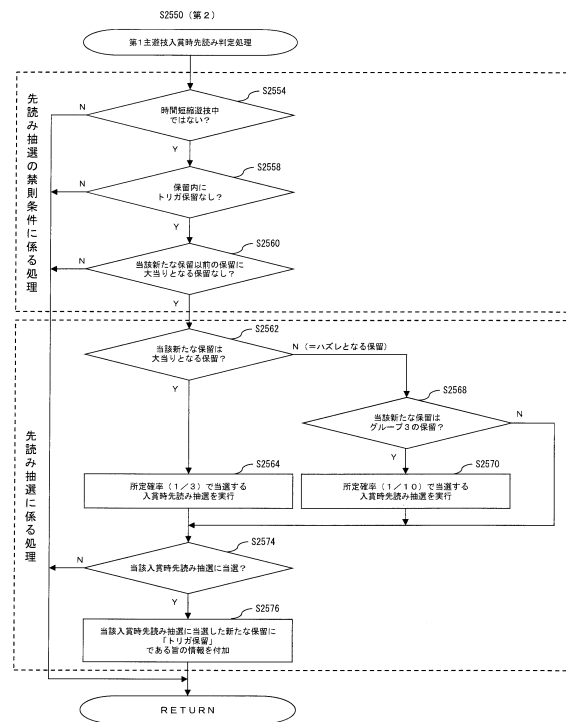 S2550（第２）
第１主遊技入賞時先読み判定処理
先読み抽選の禁則条件に係る処理
S2554
時間短縮遊技中
ではない？
N
Y
S2558
保留内に
トリガ保留なし？
N
Y
S2560
当該新たな保留以前の保留に
大当りとなる保留なし？
N
Y
先読み抽選に係る処理
S2562
当該新たな保留は
大当りとなる保留？
N（＝ハズレとなる保留）
Y
S2568
当該新たな保留は
グループ３の保留？
N
Y
S2564
所定確率（１／３）で当選する
入賞時先読み抽選を実行
S2570
所定確率（１／１０）で当選する
入賞時先読み抽選を実行
S2574
当該入賞時先読み抽選に当選？
N
Y
S2576
当該入賞時先読み抽選に当選した新たな保留に
「トリガ保留」
である旨の情報を付加
ＲＥＴＵＲＮ